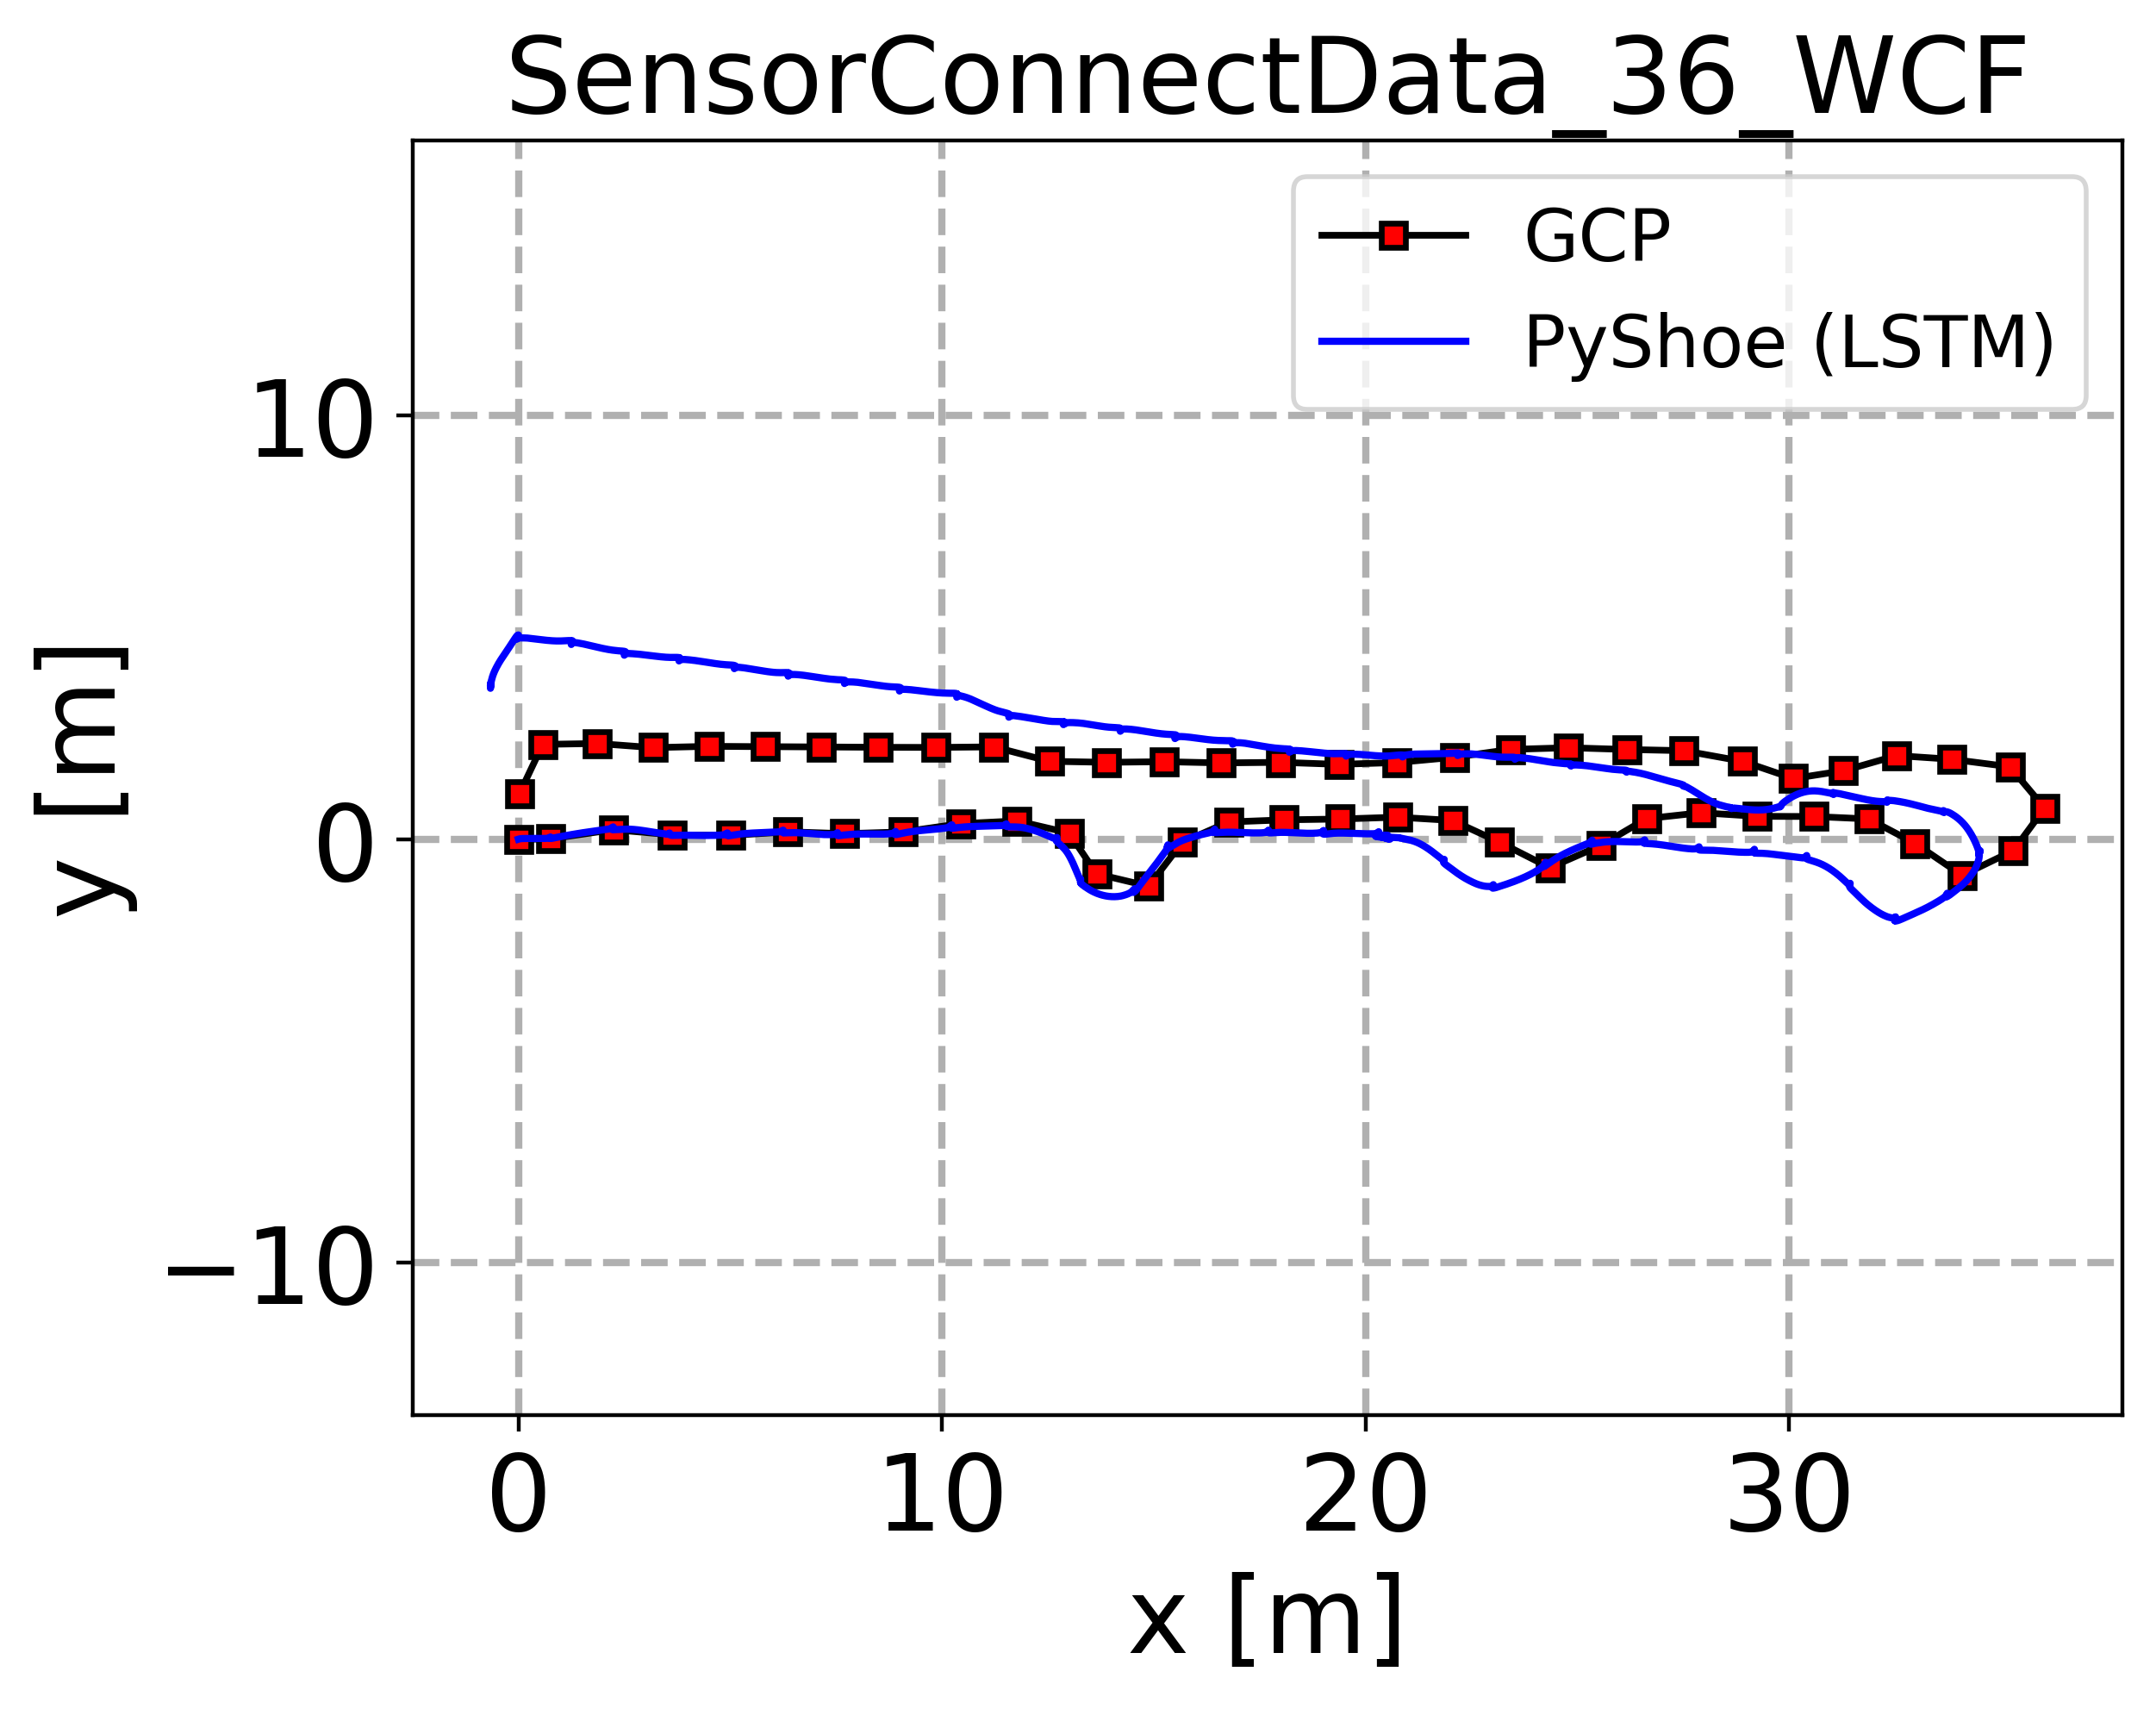 SensorConnectData_36_WCF
GCP
PyShoe (LSTM)
10
0
−10
y [m]
0 10 20 30
x [m]